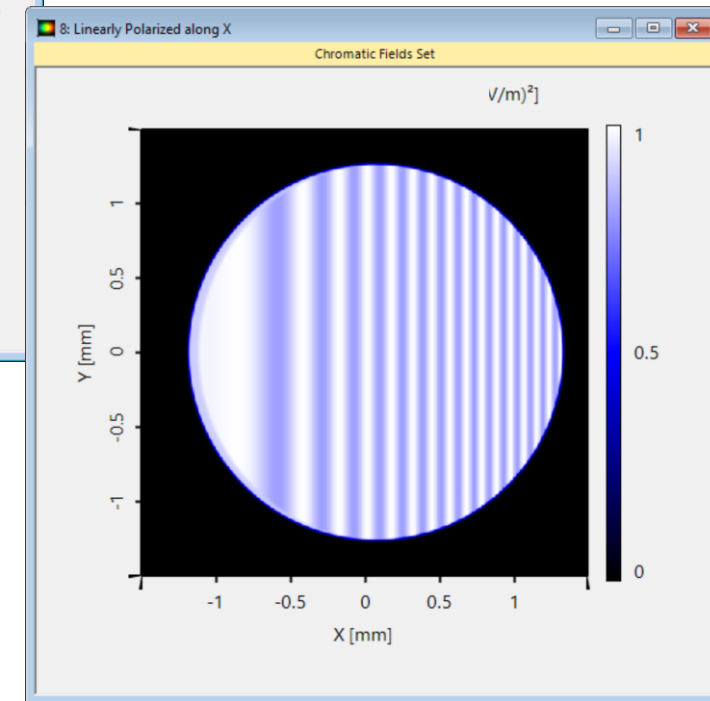 8: Linearly Polarized along X
Chromatic Fields Set
V/m)²]
1
0.5
0
-0.5
-1
Y [mm]
-1
-0.5
0
0.5
1
X [mm]
1
0.5
0